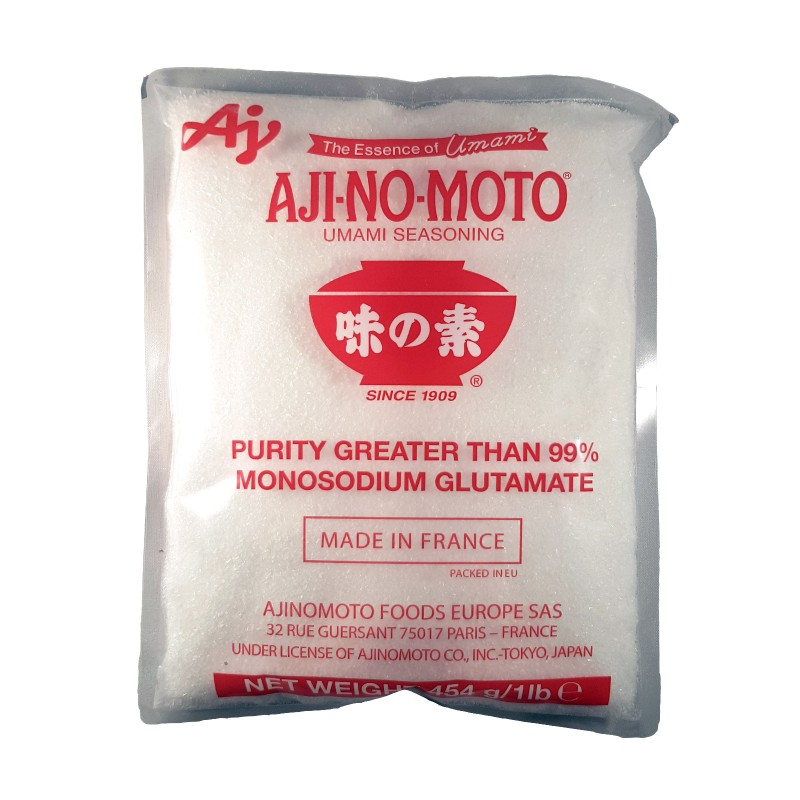 Aj
The Essence of Umami
AJI-NO-MOTO®
UMAMI SEASONING
味の素
®
SINCE 1909
PURITY GREATER THAN 99%
MONOSODIUM GLUTAMATE
MADE IN FRANCE
PACKED IN EU
AJINOMOTO FOODS EUROPE SAS
32 RUE GUERSANT 75017 PARIS – FRANCE
UNDER LICENSE OF AJINOMOTO CO., INC.-TOKYO, JAPAN
NET WEIGHT 454 g/1lb ℮